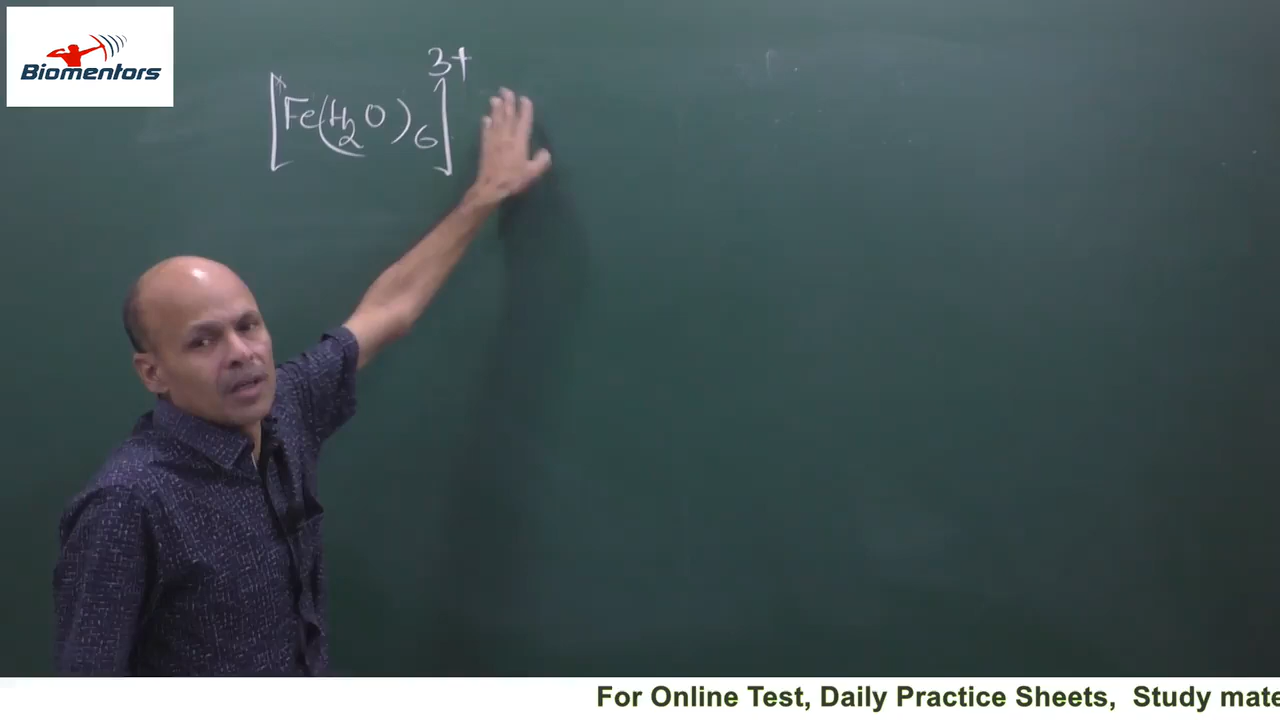 Biomentors
[Fe(H₂O)₆]³⁺
For Online Test, Daily Practice Sheets, Study mate